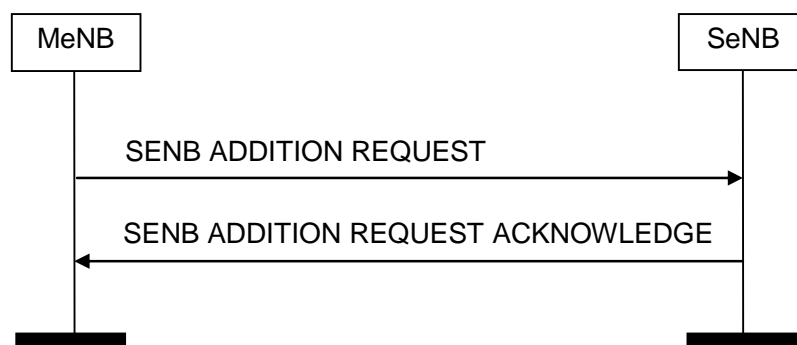 MeNB
SeNB
SENB ADDITION REQUEST
SENB ADDITION REQUEST ACKNOWLEDGE